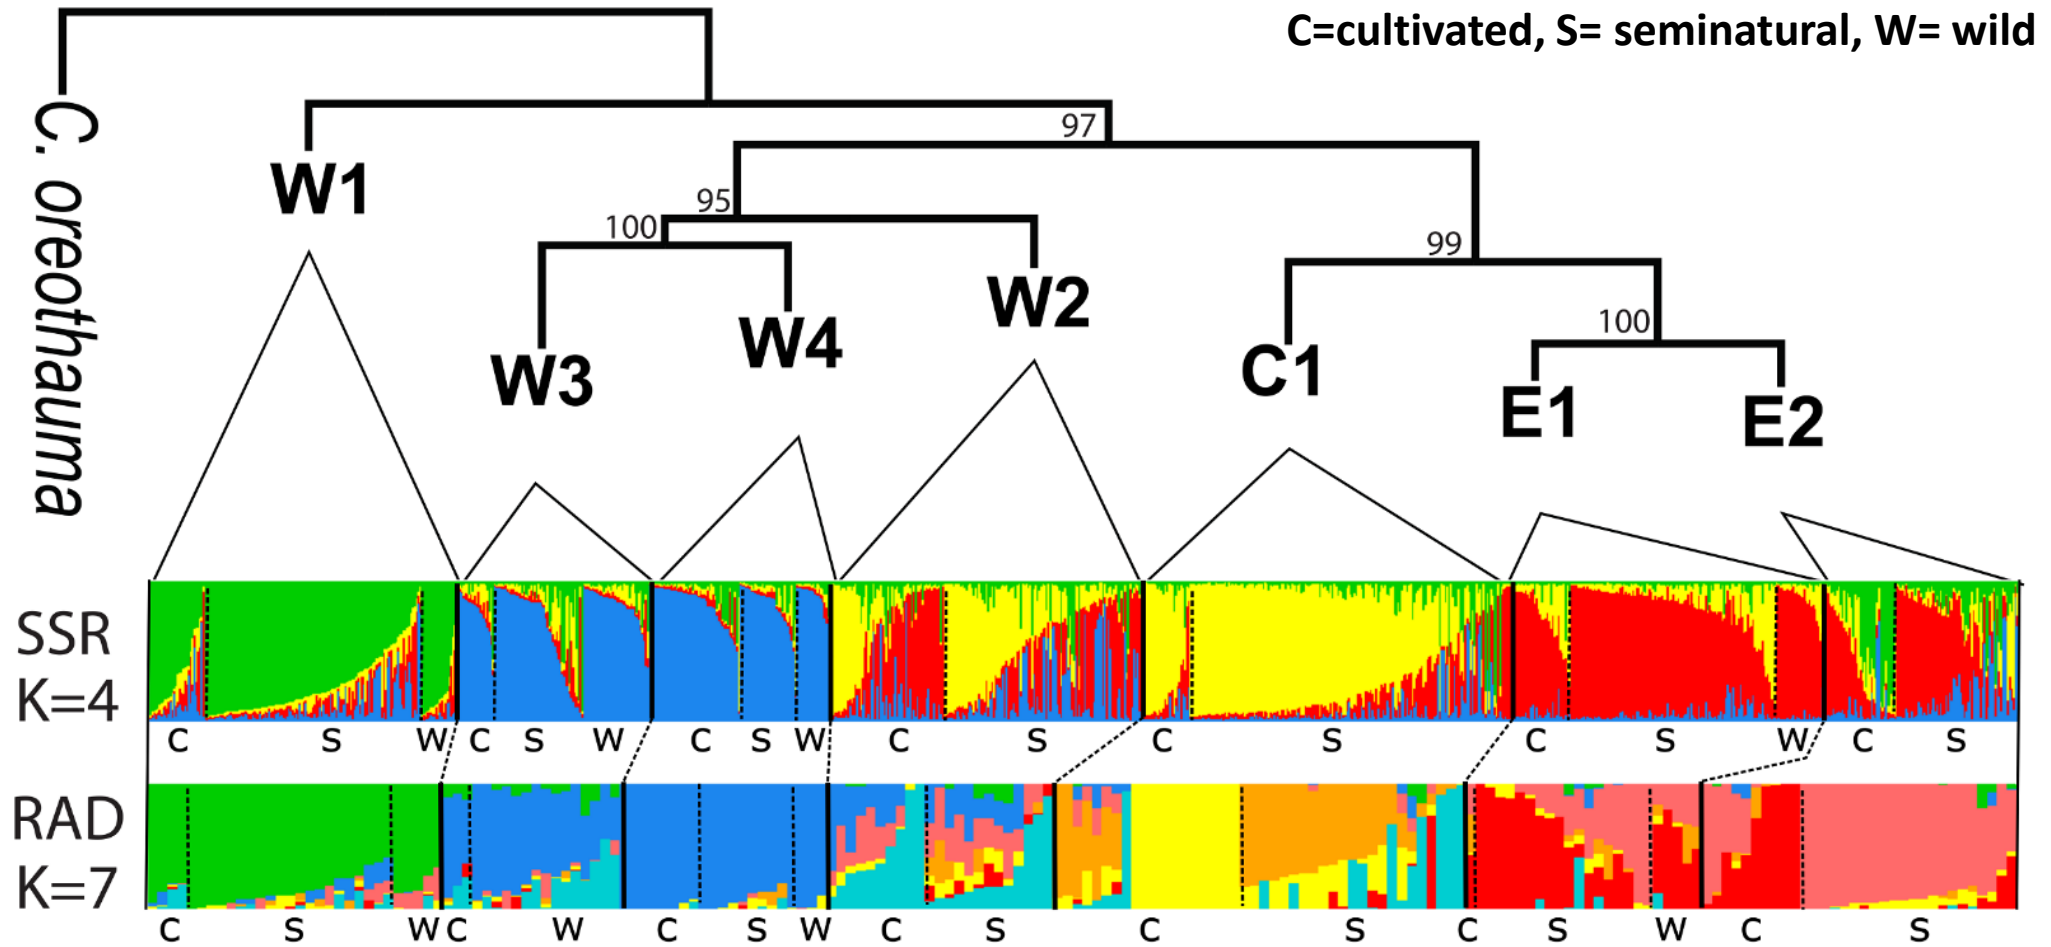 C=cultivated, S= seminatural, W= wild
C. oreothauma
97
W1
95
100
99
W2
100
W4
C1
W3
E1
E2
SSR
K=4
C S W C S W C S W C S C S C S W C S
RAD
K=7
C S W C W C S W C S C S C S W C S